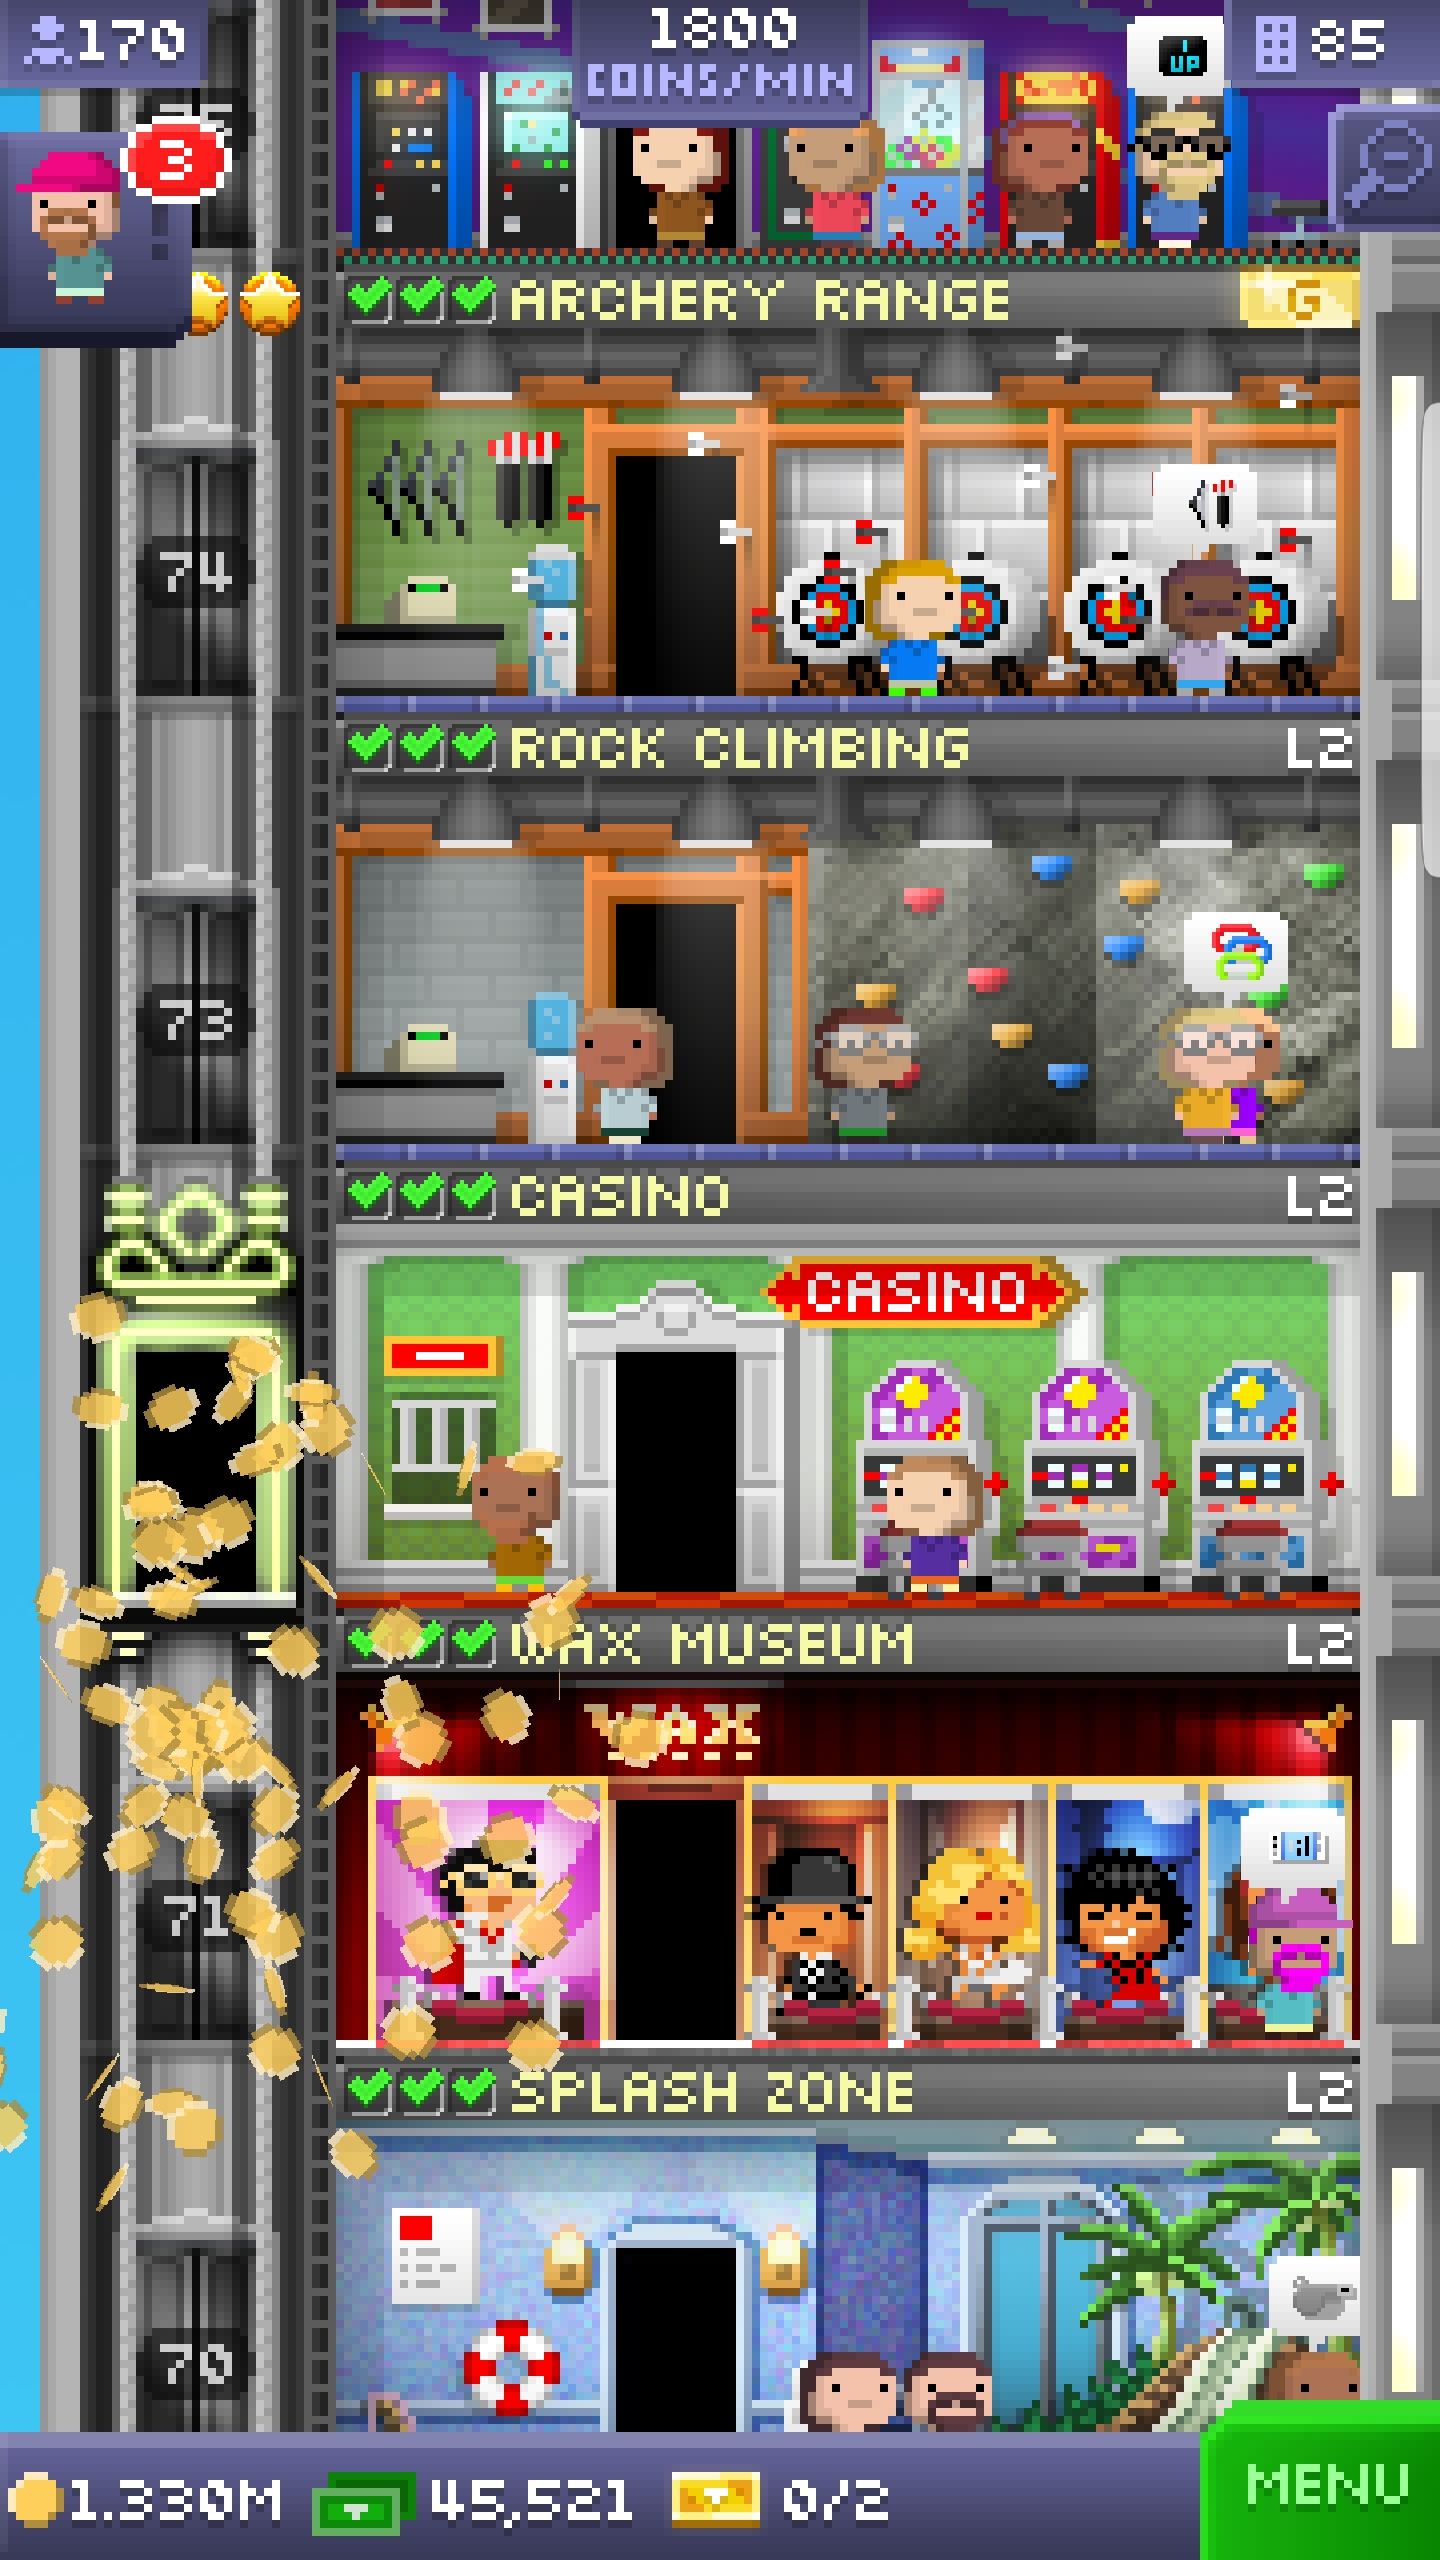 170
1800
COINS/MIN
UP
85
3
ARCHERY RANGE
G
74
ROCK CLIMBING
L2
73
CASINO
L2
CASINO
WAX MUSEUM
L2
WAX
71
SPLASH ZONE
L2
70
1.330M
45,521
0/2
MENU